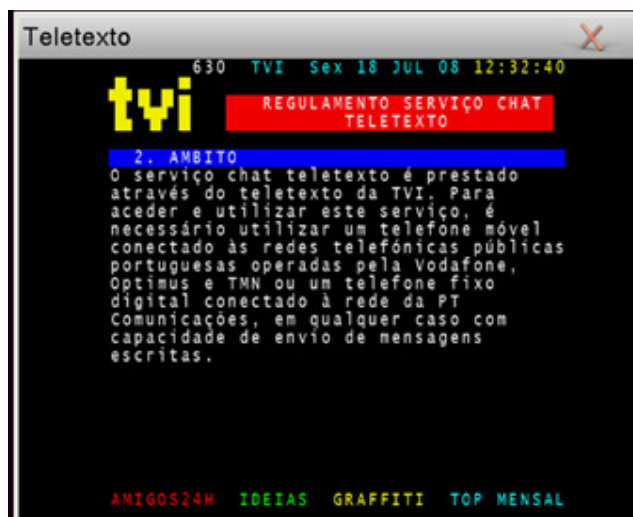 Teletexto
630 TVI Sex 18 JUL 08 12:32:40
tvi
REGULAMENTO SERVIÇO CHAT
TELETEXTO
2. AMBITO
O serviço chat teletexto é prestado
através do teletexto da TVI. Para
aceder e utilizar este serviço, é
necessário utilizar um telefone móvel
conectado às redes telefónicas públicas
portuguesas operadas pela Vodafone,
Optimus e TMN ou um telefone fixo
digital conectado à rede da PT
Comunicações, em qualquer caso com
capacidade de envio de mensagens
escritas.
AMIGOS24H IDEIAS GRAFFITI TOP MENSAL